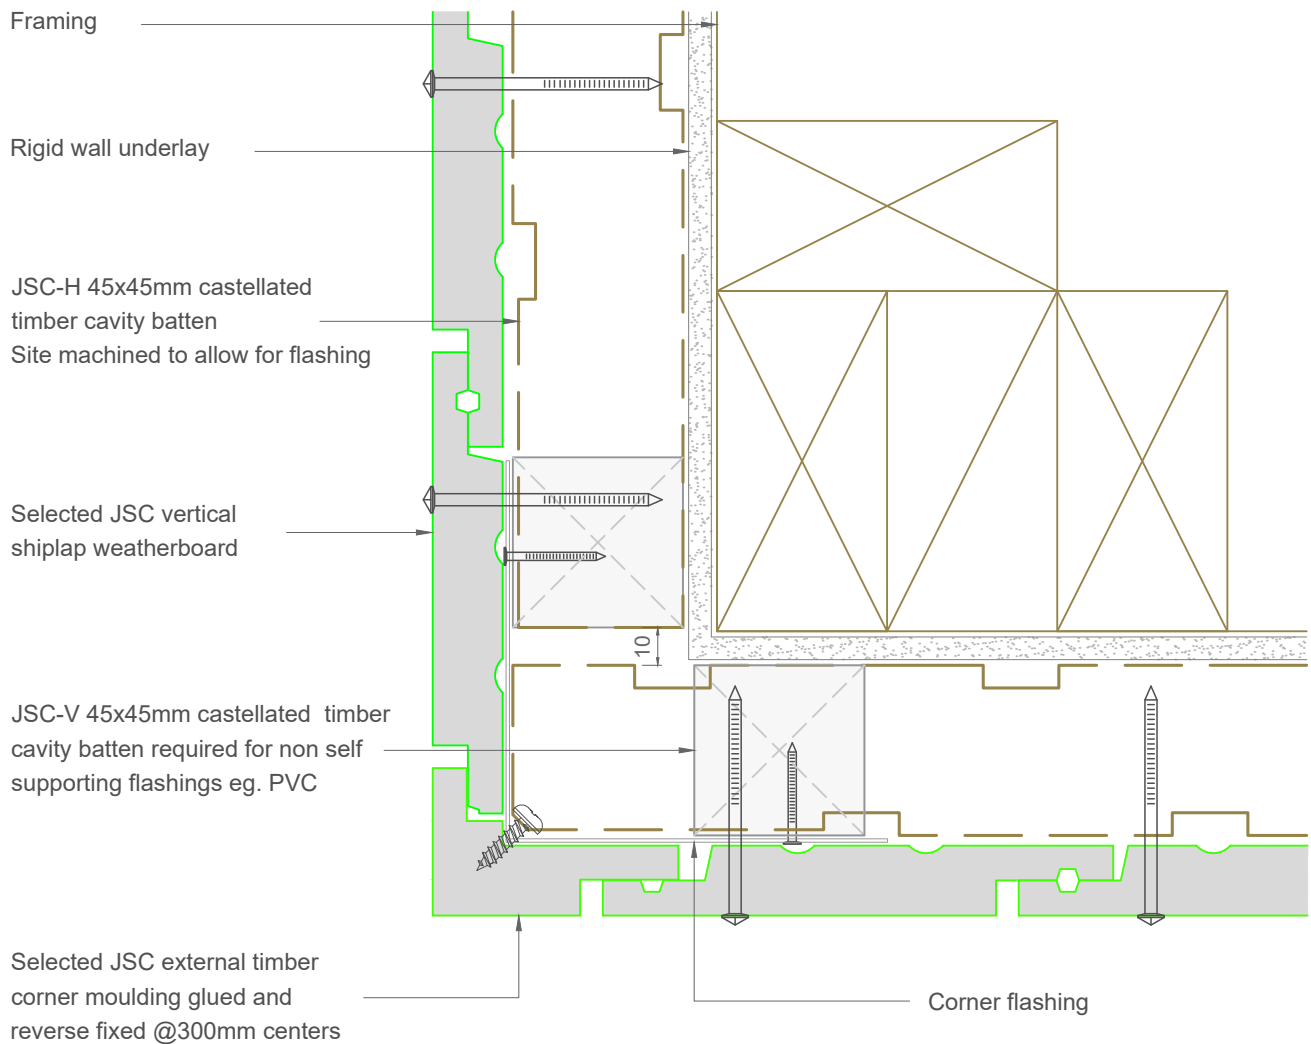 Framing
Rigid wall underlay
JSC-H 45x45mm castellated
timber cavity batten
Site machined to allow for flashing
Selected JSC vertical
shiplap weatherboard
10
JSC-V 45x45mm castellated  timber
cavity batten required for non self
supporting flashings eg. PVC
Selected JSC external timber
corner moulding glued and
reverse fixed @300mm centers
Corner flashing